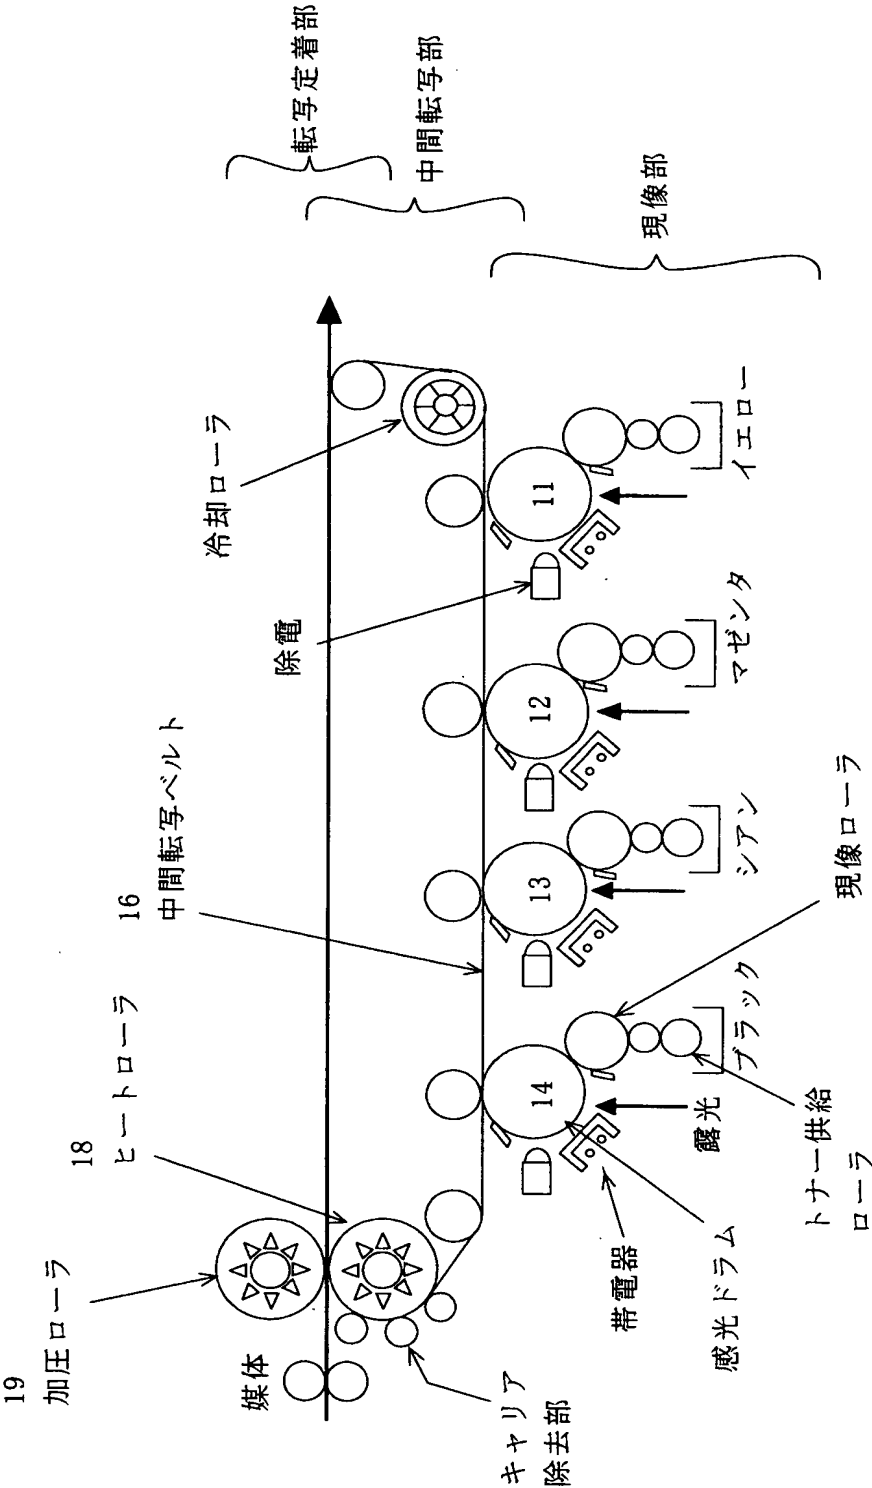 転写定着部
中間転写部
現像部
19
加圧ローラ
18
ヒートローラ
16
中間転写ベルト
除電
冷却ローラ
媒体
キャリア
除去部
14
13
12
11
帯電器
感光ドラム
露光
トナー供給
ローラ
現像ローラ
ブラック
シアン
マゼンタ
イエロー